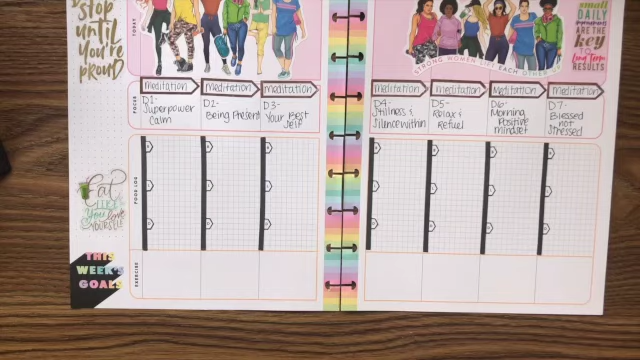 stop
until
you're
proud
small
DAILY
ARE THE
key
TO
long term
RESULTS
STRONG WOMEN LIFT EACH OTHER UP
TODAY
meditation
meditation
meditation
meditation
meditation
meditation
meditation
FOCUS
D1-
Superpower
Calm
D2-
Being Present
D3-
Your Best
Self
D4-
Stillness &
Silence within
D5-
Relax &
Refuel
D6-
Morning
Positive
mindset
D7-
Blessed
not
Stressed
FOOD LOG
Eat
LIKE
You love
YOURSELF
THIS
WEEK'S
GOALS
EXERCISE